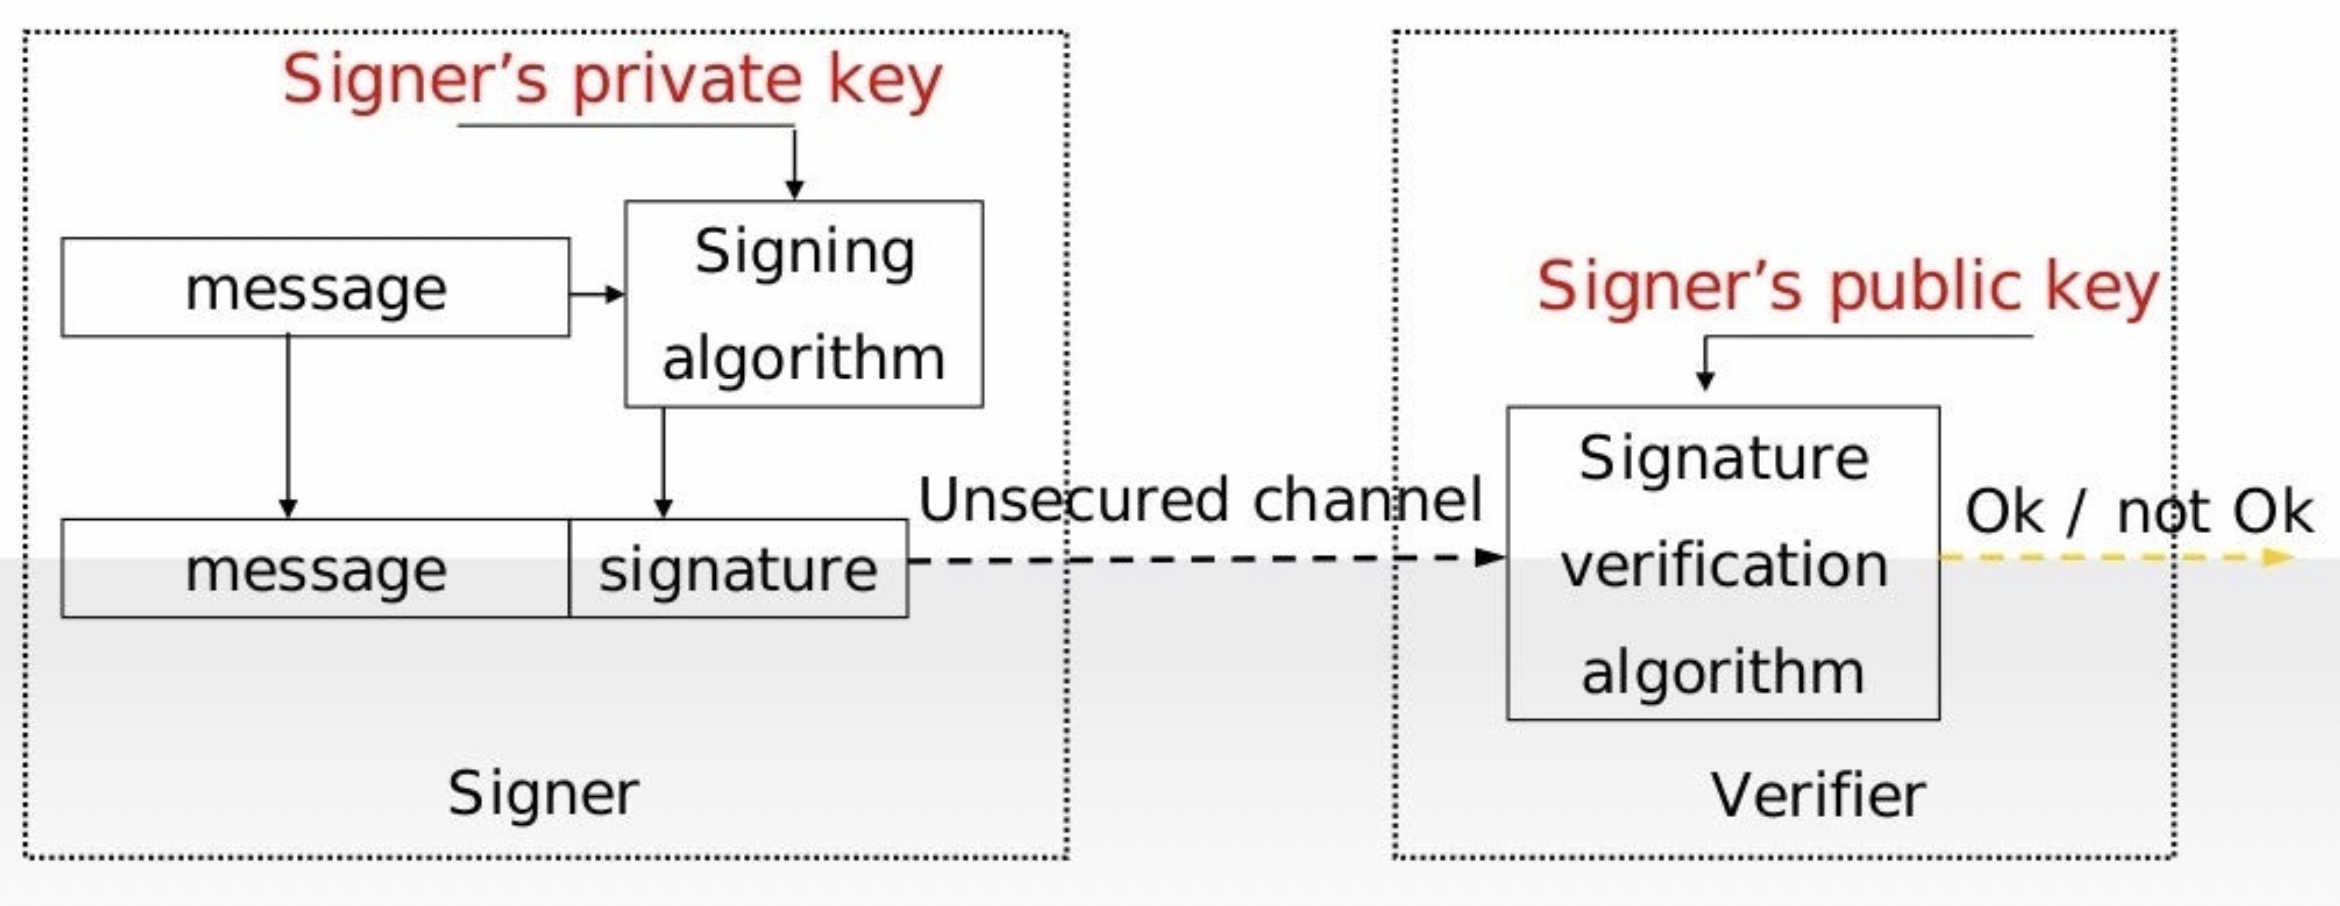 Signer’s private key
message
Signing
algorithm
message
signature
Signer
Unsecured channel
Signer’s public key
Signature
verification
algorithm
Ok / not Ok
Verifier